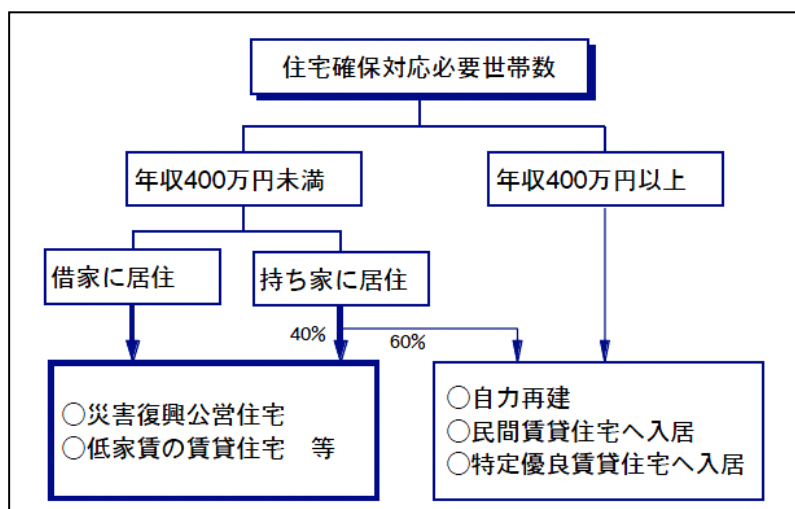 住宅確保対応必要世帯数
年収400万円未満
年収400万円以上
借家に居住
持ち家に居住
40%
60%
○災害復興公営住宅
○低家賃の賃貸住宅　等
○自力再建
○民間賃貸住宅へ入居
○特定優良賃貸住宅へ入居